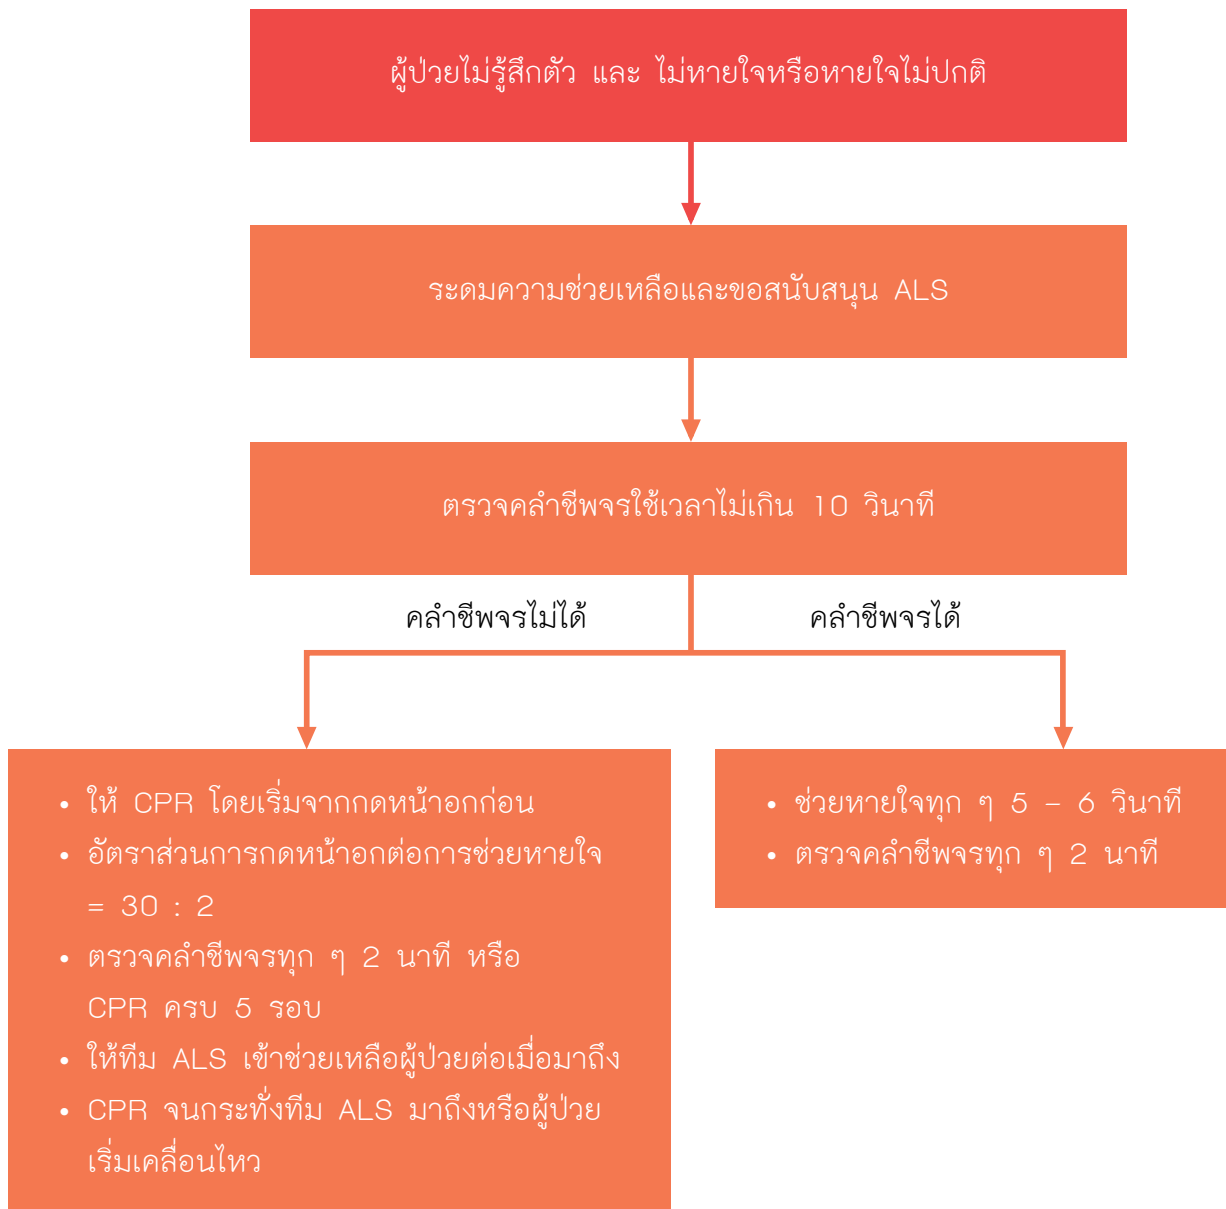 ผู้ป่วยไม่รู้สึกตัว และ ไม่หายใจหรือหายใจไม่ปกติ
ระดมความช่วยเหลือและขอสนับสนุน ALS
ตรวจคลำชีพจรใช้เวลาไม่เกิน 10 วินาที
คลำชีพจรไม่ได้
คลำชีพจรได้
• ให้ CPR โดยเริ่มจากกดหน้าอกก่อน
• อัตราส่วนการกดหน้าอกต่อการช่วยหายใจ
= 30 : 2
• ตรวจคลำชีพจรทุก ๆ 2 นาที หรือ
CPR ครบ 5 รอบ
• ให้ทีม ALS เข้าช่วยเหลือผู้ป่วยต่อเมื่อมาถึง
• CPR จนกระทั่งทีม ALS มาถึงหรือผู้ป่วย
เริ่มเคลื่อนไหว
• ช่วยหายใจทุก ๆ 5 – 6 วินาที
• ตรวจคลำชีพจรทุก ๆ 2 นาที